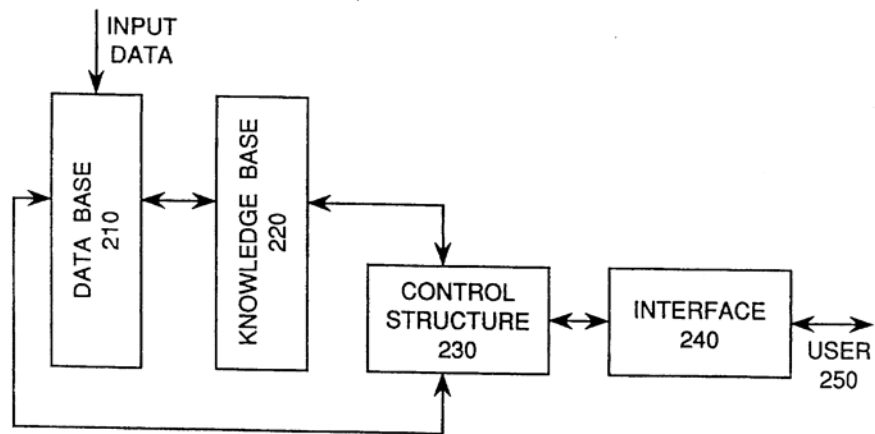 INPUT
DATA
DATA BASE
210
KNOWLEDGE BASE
220
CONTROL
STRUCTURE
230
INTERFACE
240
USER
250